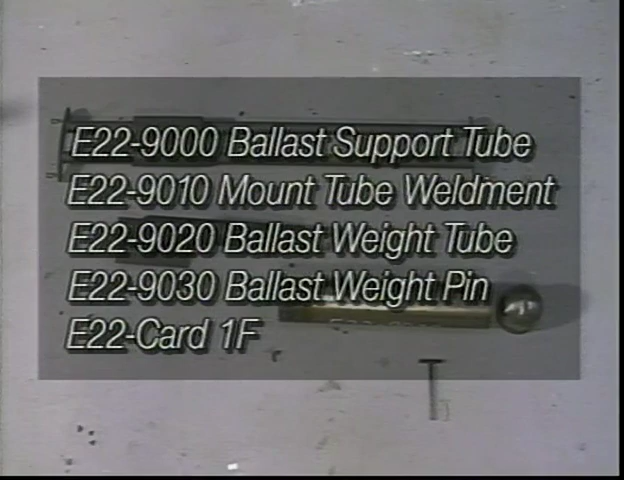 E22-9000 Ballast Support Tube
E22-9010 Mount Tube Weldment
E22-9020 Ballast Weight Tube
E22-9030 Ballast Weight Pin
E22-Card 1F